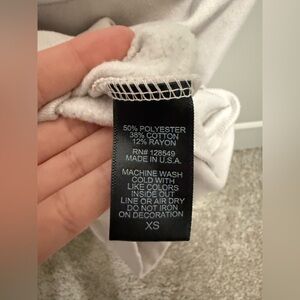 50% POLYESTER
38% COTTON
12% RAYON
RN# 128549
MADE IN U.S.A.
MACHINE WASH
COLD WITH
LIKE COLORS
INSIDE OUT
LINE OR AIR DRY
DO NOT IRON
ON DECORATION
XS